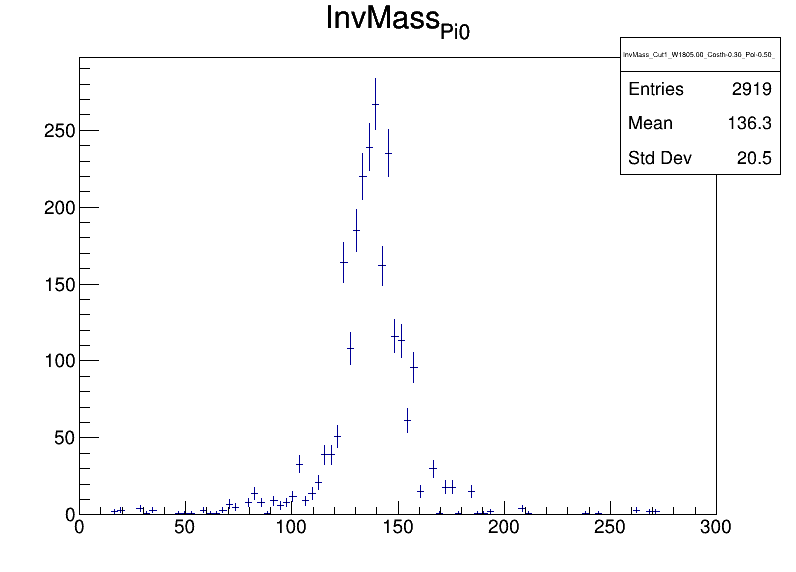 InvMass_Pi0
InvMass_Cut1_W1805.00_Costh-0.30_Pol-0.50_
Entries 2919
Mean 136.3
Std Dev 20.5
250
200
150
100
50
0
0 50 100 150 200 250 300